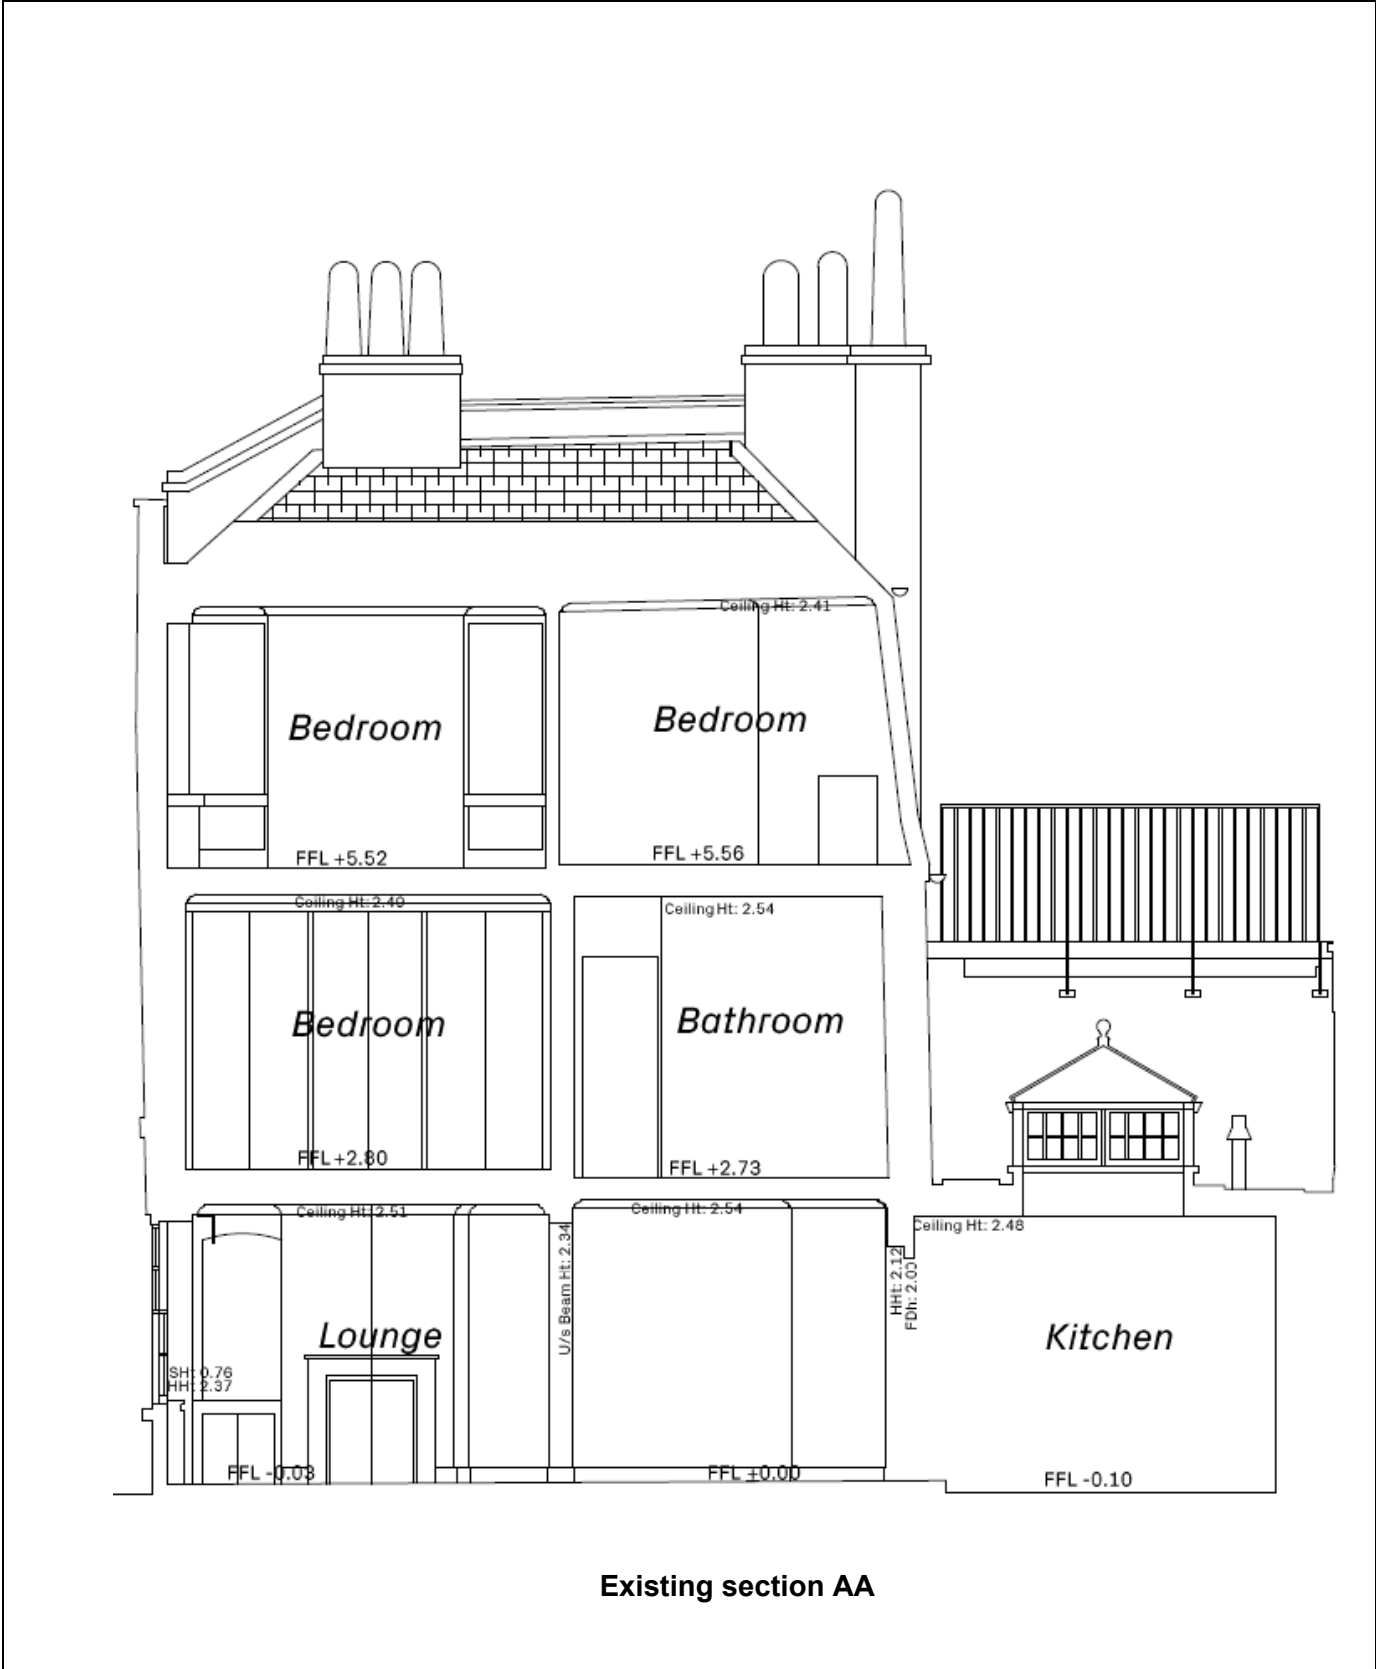 Ceiling Ht: 2.41
Bedroom
Bedroom
FFL +5.52
FFL +5.56
Ceiling Ht: 2.40
Ceiling Ht: 2.54
Bedroom
Bathroom
FFL +2.80
FFL +2.73
Ceiling Ht: 2.51
Ceiling Ht: 2.54
Ceiling Ht: 2.48
U/s Beam Ht: 2.34
HHt: 2.12
FDh: 2.00
Lounge
Kitchen
SH: 0.76
HH: 2.37
FFL -0.03
FFL ±0.00
FFL -0.10
Existing section AA